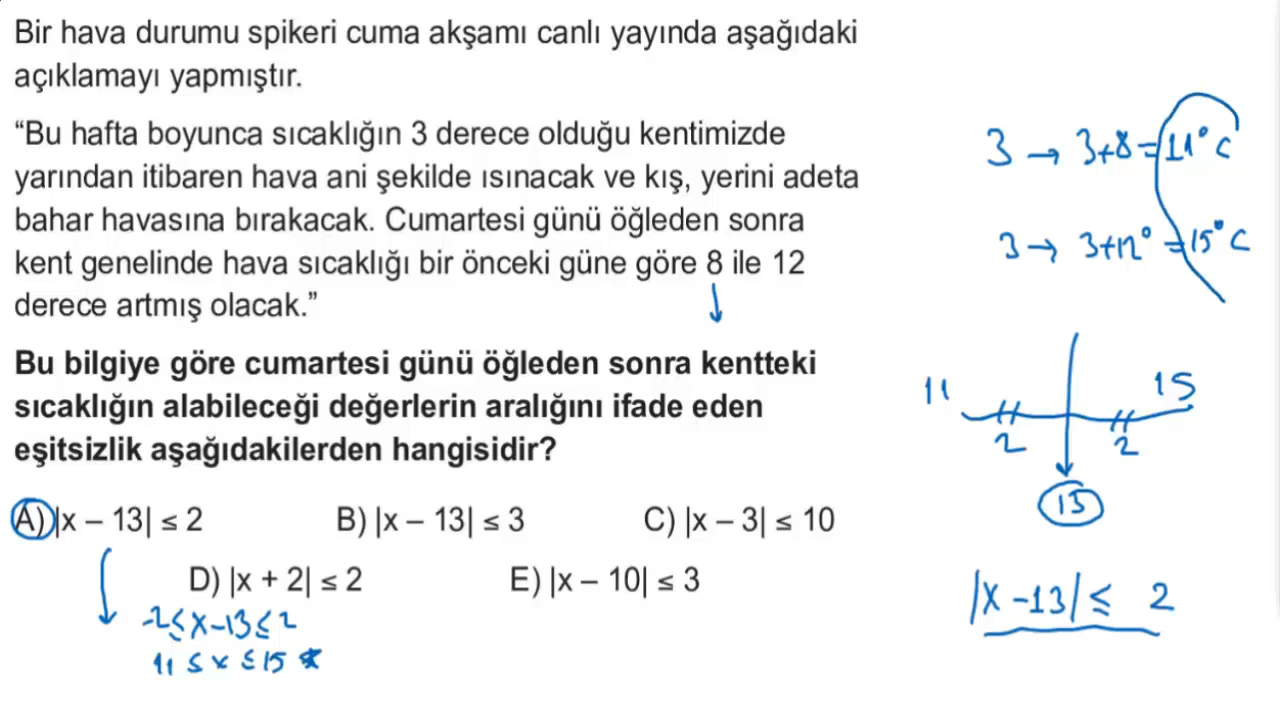 Bir hava durumu spikeri cuma akşamı canlı yayında aşağıdaki
açıklamayı yapmıştır.
“Bu hafta boyunca sıcaklığın 3 derece olduğu kentimizde
yarından itibaren hava ani şekilde ısınacak ve kış, yerini adeta
bahar havasına bırakacak. Cumartesi günü öğleden sonra
kent genelinde hava sıcaklığı bir önceki güne göre 8 ile 12
derece artmış olacak.”
Bu bilgiye göre cumartesi günü öğleden sonra kentteki
sıcaklığın alabileceği değerlerin aralığını ifade eden
eşitsizlik aşağıdakilerden hangisidir?
A) |x – 13| ≤ 2 B) |x – 13| ≤ 3 C) |x – 3| ≤ 10
D) |x + 2| ≤ 2 E) |x – 10| ≤ 3
-2 ≤ x-13 ≤ 2
11 ≤ x ≤ 15
3 → 3+8 = 11° C
3 → 3+12° = 15° C
11 15
2 2
13
|x -13| ≤ 2